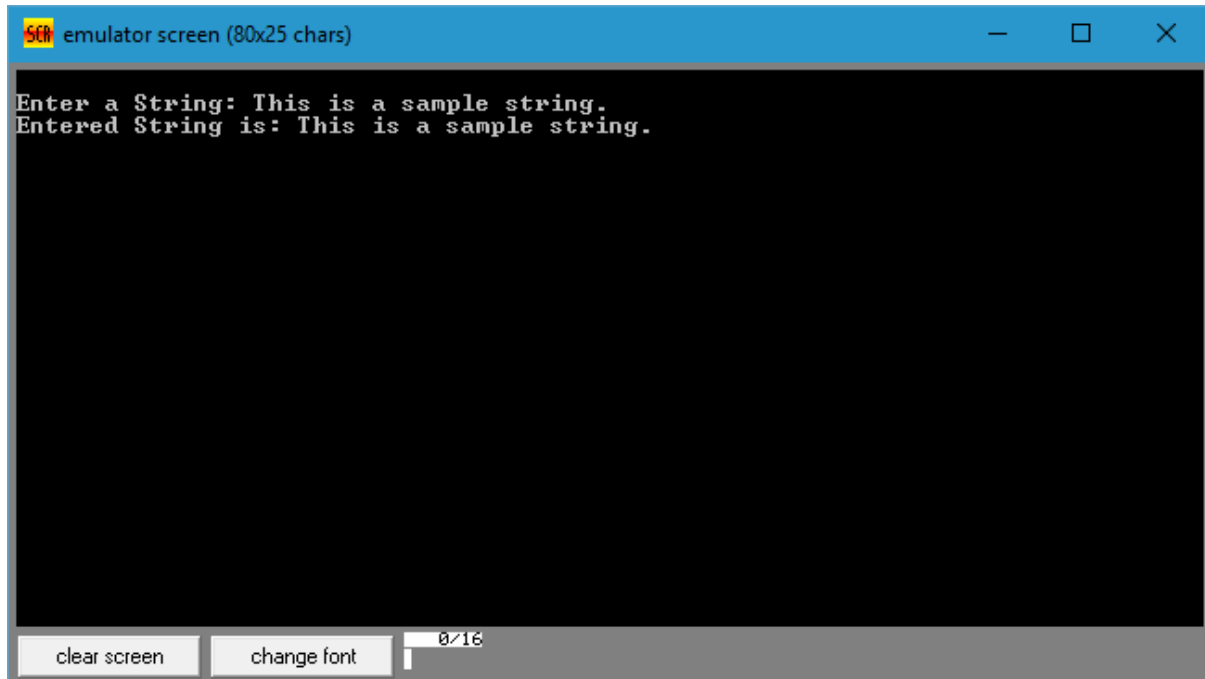 SCR emulator screen (80x25 chars)
Enter a String: This is a sample string.
Entered String is: This is a sample string.
clear screen
change font
0/16